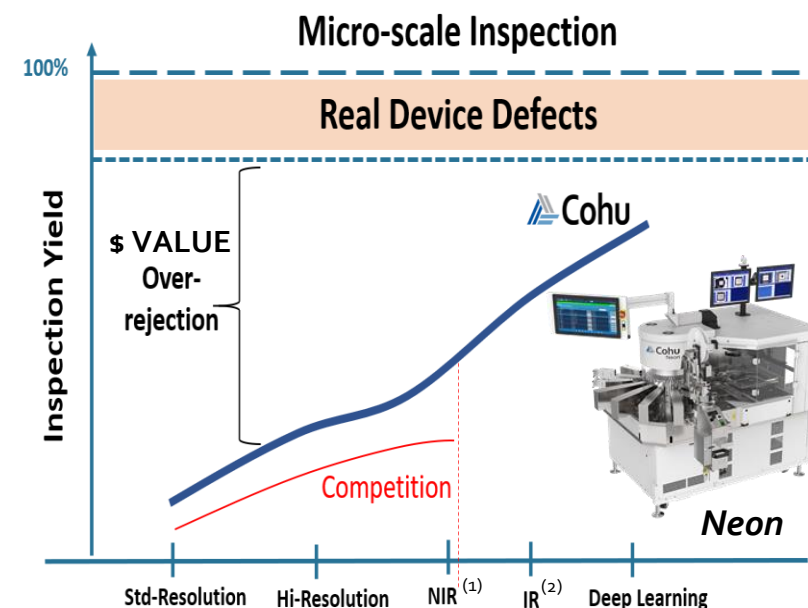 Micro-scale Inspection
100%
Real Device Defects
Inspection Yield
$ VALUE
Over-
rejection
Cohu
Competition
Cohu
Neon
Std-Resolution
Hi-Resolution
NIR (1)
IR (2)
Deep Learning